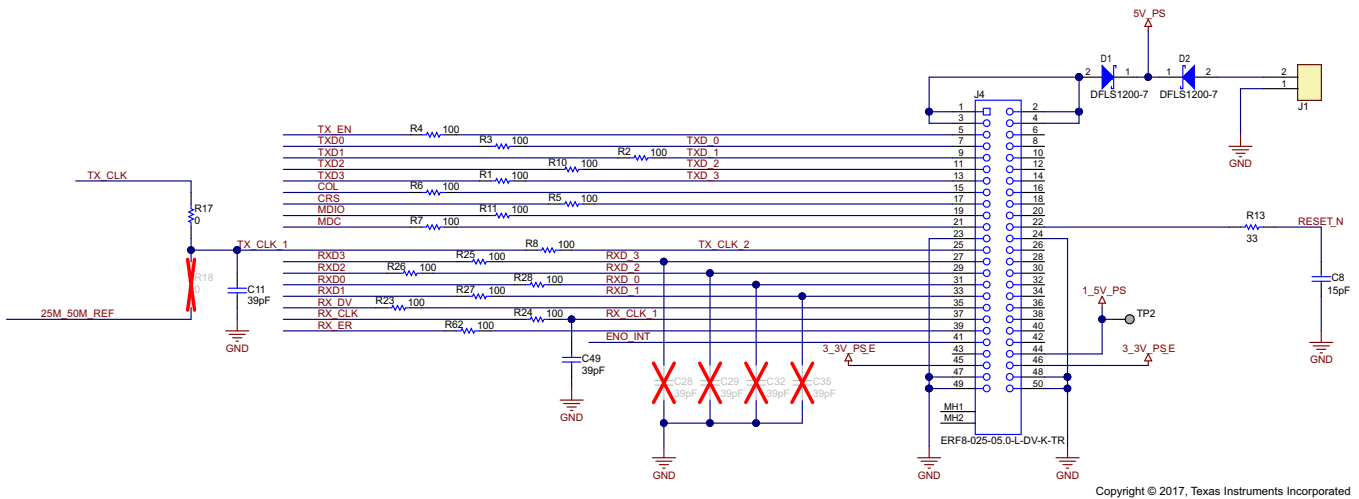 5V_PS
D1
D2
2 1 1 2
2
1
DFLS1200-7 DFLS1200-7
J1
GND
J4
1 2
3 4
TX_EN R4 100 5 6
TXD0 R3 100 TXD_0 7 8
TXD1 R2 100 TXD_1 9 10
TXD2 R10 100 TXD_2 11 12
TXD3 R1 100 TXD_3 13 14
COL R6 100 15 16
CRS R5 100 17 18
MDIO R11 100 19 20
MDC R7 100 21 22
R13
33
RESET_N
TX_CLK
R17
0
23 24
TX_CLK_1 R8 100 TX_CLK_2 25 26
RXD3 R25 100 RXD_3 27 28
RXD2 R26 100 RXD_2 29 30
RXD0 R28 100 RXD_0 31 32
RXD1 R27 100 RXD_1 33 34
RX_DV R23 100 35 36
RX_CLK R24 100 RX_CLK_1 37 38
RX_ER R62 100 39 40
ENO_INT 41 42
43 44
45 46
47 48
49 50
R18
0
C11
39pF
25M_50M_REF
GND
C8
15pF
GND
1_5V_PS
TP2
3_3V_PS_E
3_3V_PS_E
C49
39pF
GND
C28
39pF
C29
39pF
C32
39pF
C35
39pF
GND
MH1
MH2
ERF8-025-05.0-L-DV-K-TR
GND
GND
Copyright © 2017, Texas Instruments Incorporated